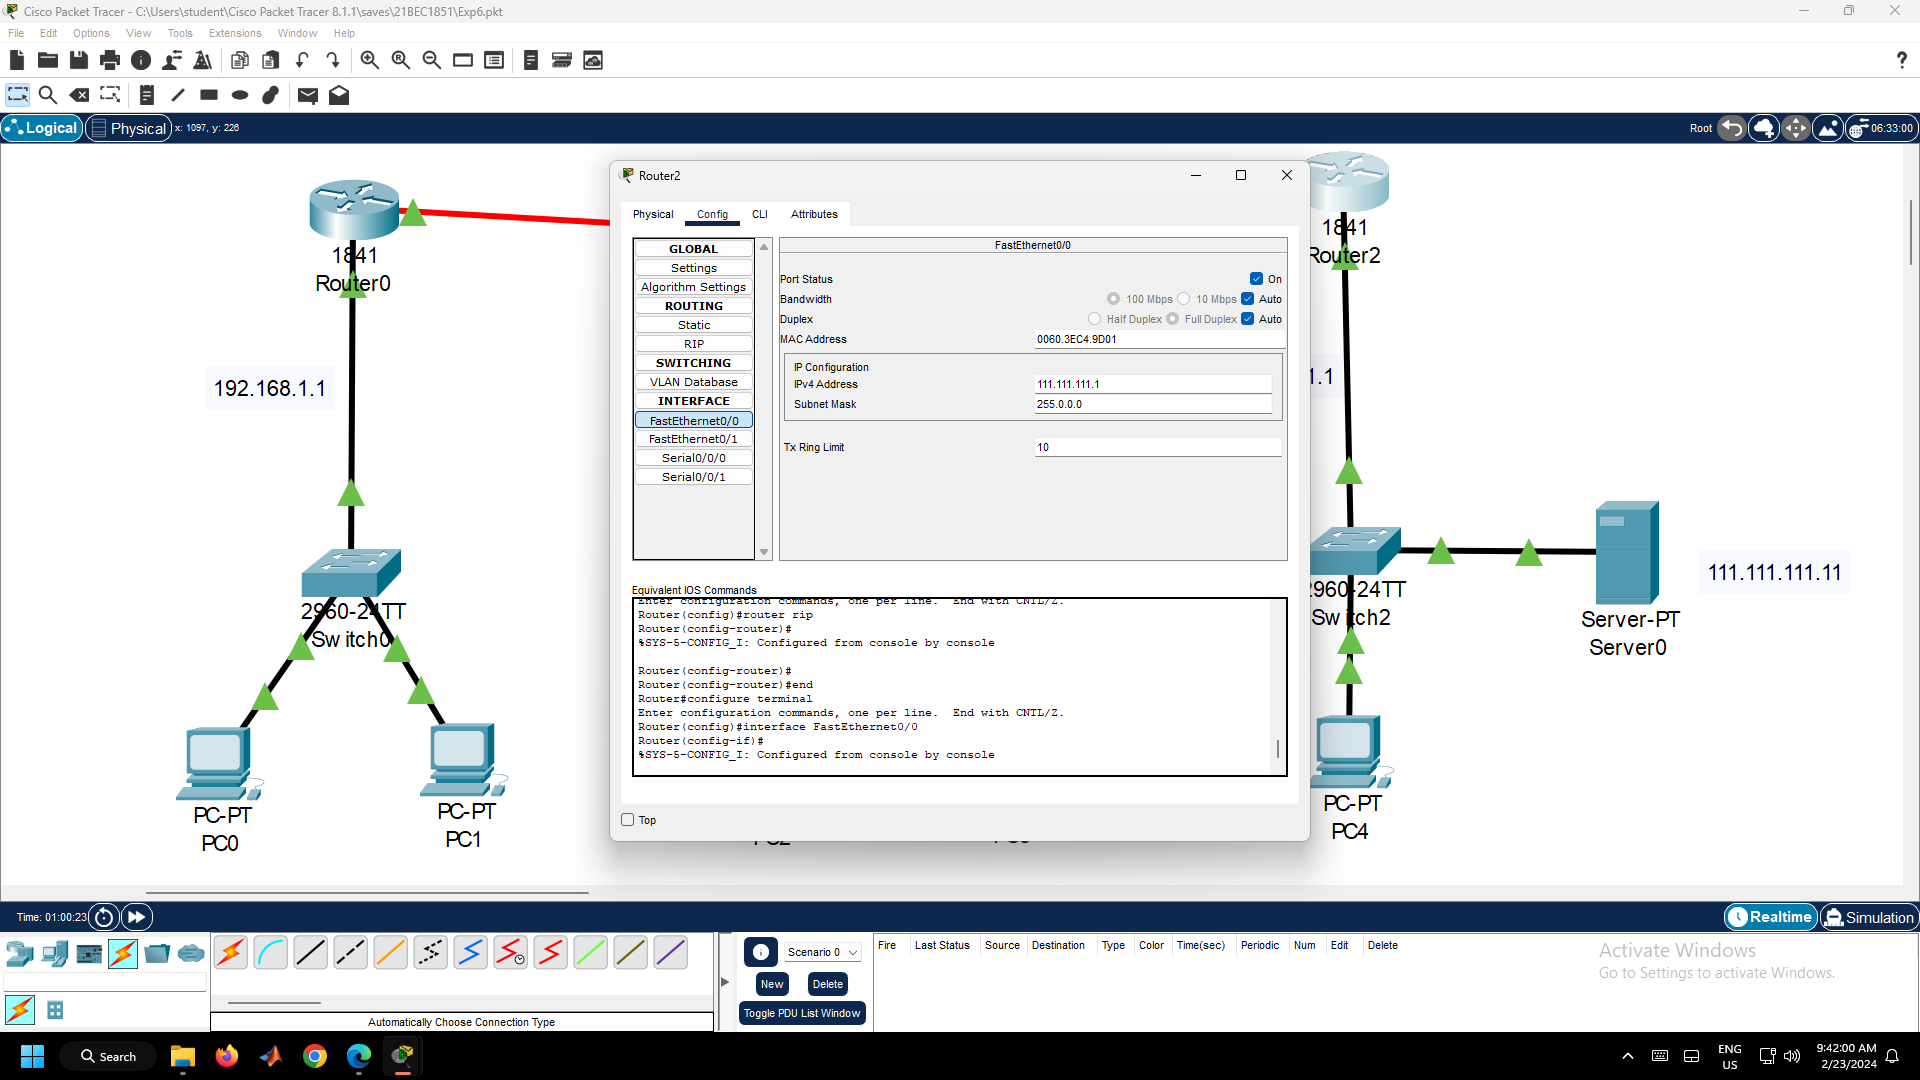 Cisco Packet Tracer - C:\Users\student\Cisco Packet Tracer 8.1.1\saves\21BEC1851\Exp6.pkt
File Edit Options View Tools Extensions Window Help
Logical
Physical
x: 1097, y: 226
Root
06:33:00
1841
Router0
192.168.1.1
2960-24TT
Switch0
PC-PT
PC0
PC-PT
PC1
Router2
Physical Config CLI Attributes
GLOBAL
Settings
Algorithm Settings
ROUTING
Static
RIP
SWITCHING
VLAN Database
INTERFACE
FastEthernet0/0
FastEthernet0/1
Serial0/0/0
Serial0/0/1
FastEthernet0/0
Port Status On
Bandwidth 100 Mbps 10 Mbps Auto
Duplex Half Duplex Full Duplex Auto
MAC Address 0060.3EC4.9D01
IP Configuration
IPv4 Address 111.111.111.1
Subnet Mask 255.0.0.0
Tx Ring Limit 10
Equivalent IOS Commands
Enter configuration commands, one per line. End with CNTL/Z.
Router(config)#router rip
Router(config-router)#
%SYS-5-CONFIG_I: Configured from console by console
Router(config-router)#
Router(config-router)#end
Router#configure terminal
Enter configuration commands, one per line. End with CNTL/Z.
Router(config)#interface FastEthernet0/0
Router(config-if)#
%SYS-5-CONFIG_I: Configured from console by console
Top
1841
Router2
1.1
2960-24TT
Switch2
PC-PT
PC4
Server-PT
Server0
111.111.111.11
Time: 01:00:23
Realtime
Simulation
Automatically Choose Connection Type
Scenario 0
New
Delete
Toggle PDU List Window
Fire Last Status Source Destination Type Color Time(sec) Periodic Num Edit Delete
Activate Windows
Go to Settings to activate Windows.
Search
ENG
US
9:42:00 AM
2/23/2024